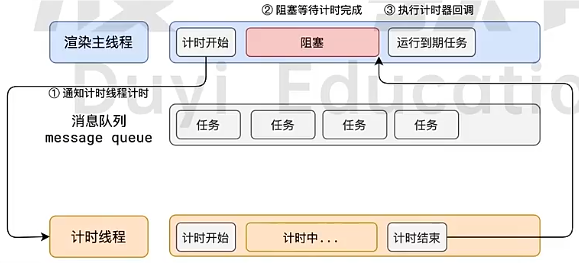 ② 阻塞等待计时完成
③ 执行计时器回调
渲染主线程
计时开始
阻塞
运行到期任务
① 通知计时线程计时
Duyi Educatio
消息队列
message queue
任务
任务
任务
任务
计时线程
计时开始
计时中...
计时结束